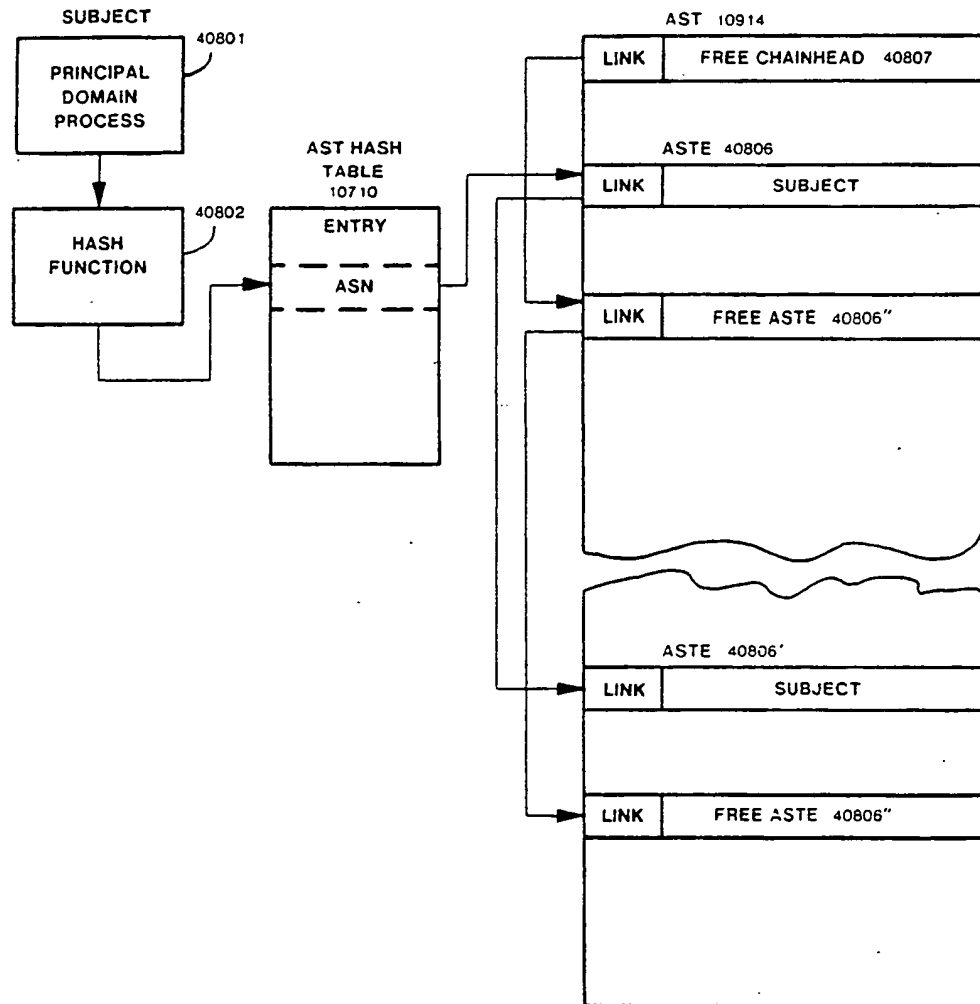 SUBJECT
40801
PRINCIPAL
DOMAIN
PROCESS
40802
HASH
FUNCTION
AST HASH
TABLE
10710
ENTRY
ASN
AST 10914
LINK FREE CHAINHEAD 40807
ASTE 40806
LINK SUBJECT
LINK FREE ASTE 40806"
ASTE 40806'
LINK SUBJECT
LINK FREE ASTE 40806"